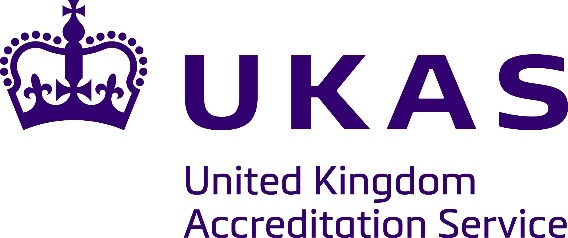 UKAS
United Kingdom
Accreditation Service